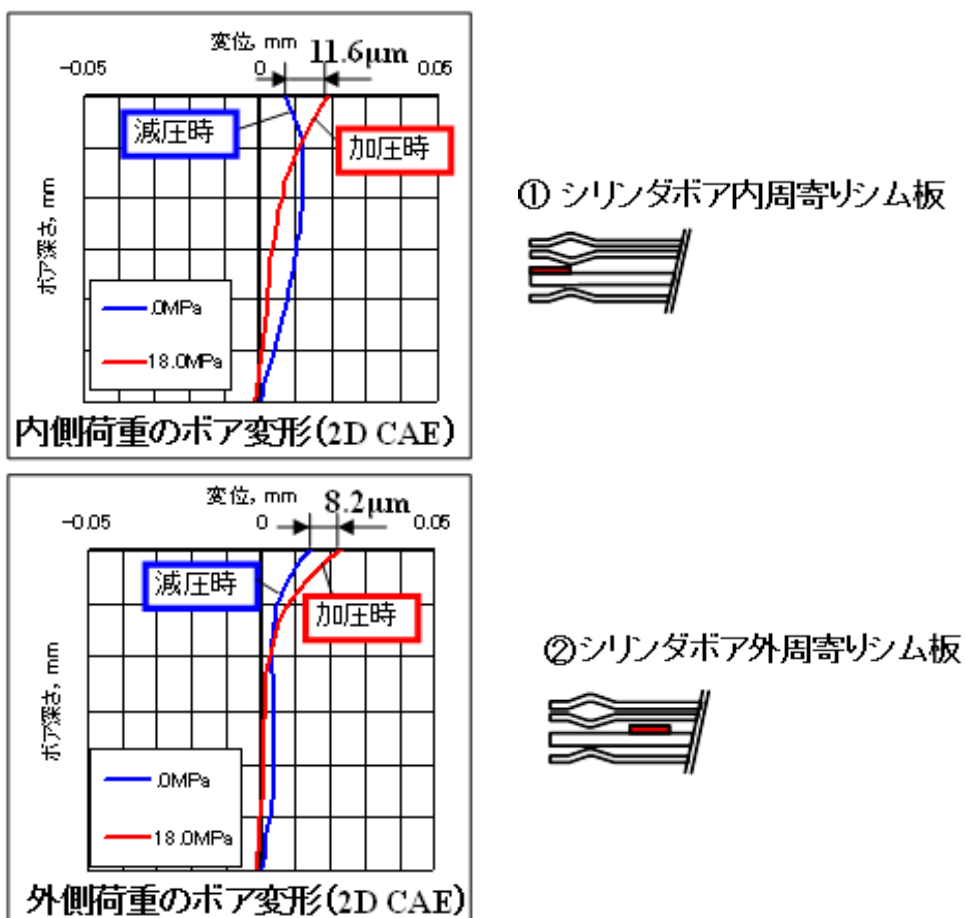 変位, mm
11.6μm
-0.05
0
0.05
減圧時
加圧時
ボア深さ, mm
.0MPa
18.0MPa
内側荷重のボア変形(2D CAE)
① シリンダボア内周寄りシム板
変位, mm
8.2μm
-0.05
0
0.05
減圧時
加圧時
ボア深さ, mm
.0MPa
18.0MPa
外側荷重のボア変形(2D CAE)
②シリンダボア外周寄りシム板